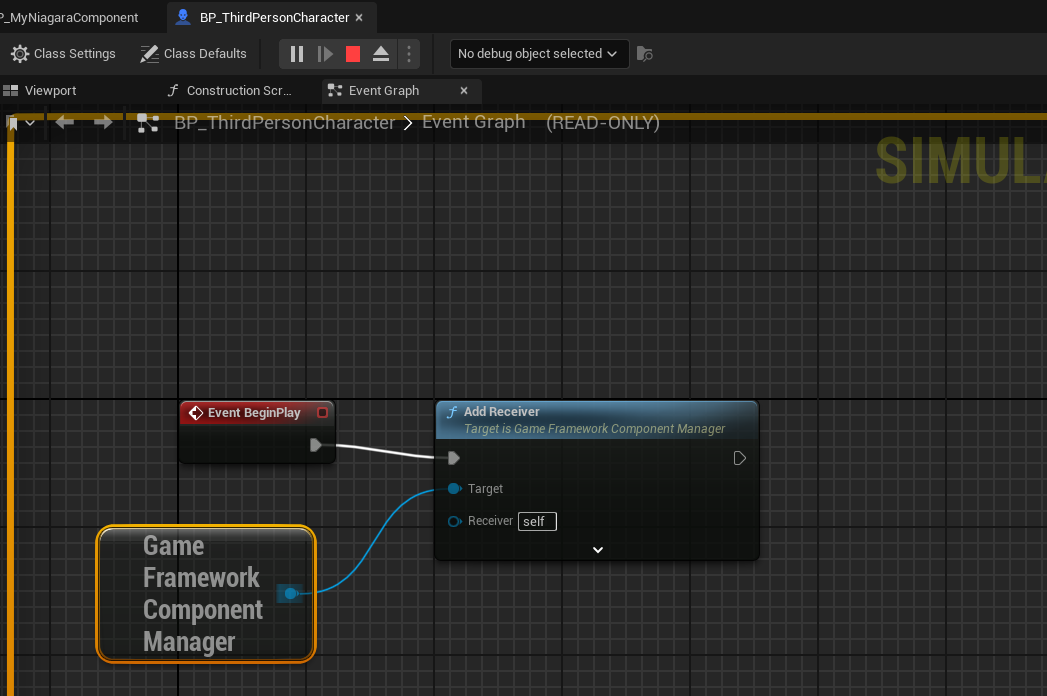 P_MyNiagaraComponent
BP_ThirdPersonCharacter
Class Settings
Class Defaults
No debug object selected
Viewport
Construction Scr...
Event Graph
BP_ThirdPersonCharacter > Event Graph (READ-ONLY)
SIMUL
Event BeginPlay
Add Receiver
Target is Game Framework Component Manager
Target
Receiver self
Game
Framework
Component
Manager